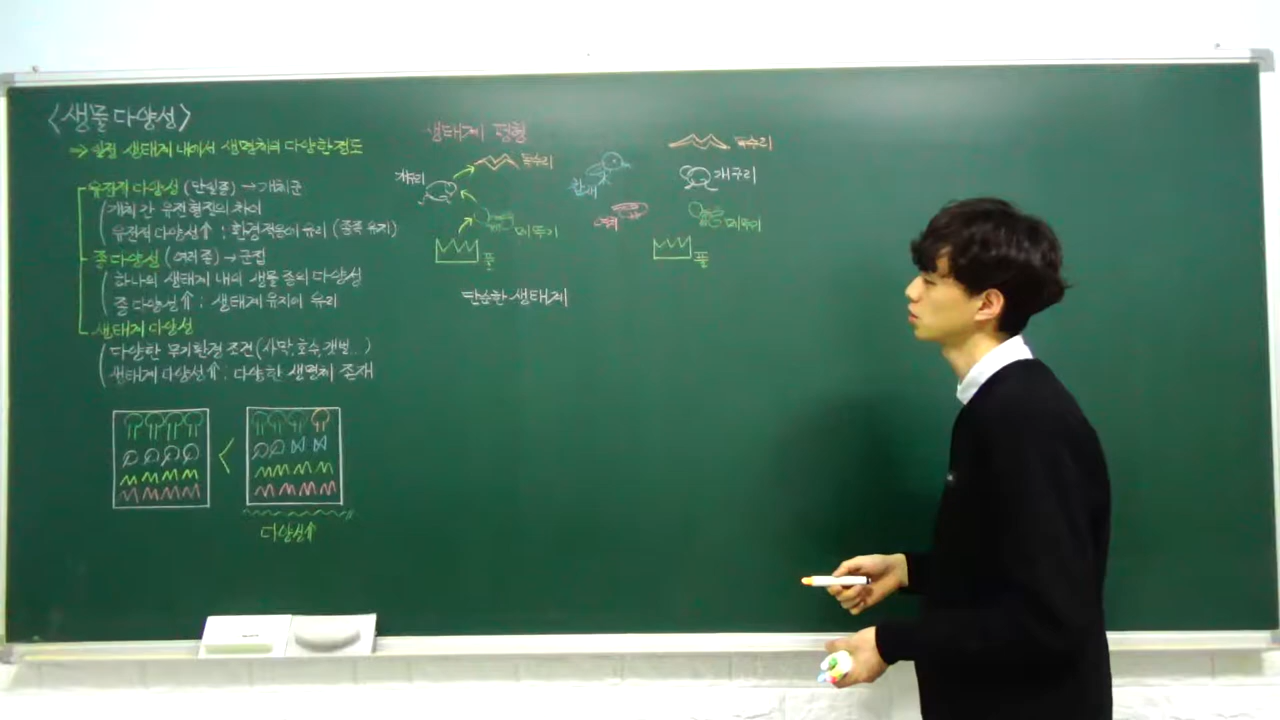 <생물다양성>
⇒ 일정 생태계 내에서 생명체의 다양한 정도
유전적 다양성 (단일종) → 개체군
개체 간 유전형질의 차이
유전적 다양성↑ : 환경적응에 유리 (종족 유지)
종 다양성 (여러 종) → 군집
하나의 생태계 내의 생물 종의 다양성
종 다양성↑ : 생태계 유지에 유리
생태계 다양성
다양한 무기환경 조건 (사막, 호수, 갯벌...)
생태계 다양성↑ : 다양한 생명체 존재
<
다양성↑
생태계 평형
독수리
개구리
메뚜기
풀
단순한 생태계
독수리
참새
개구리
메뚜기
풀